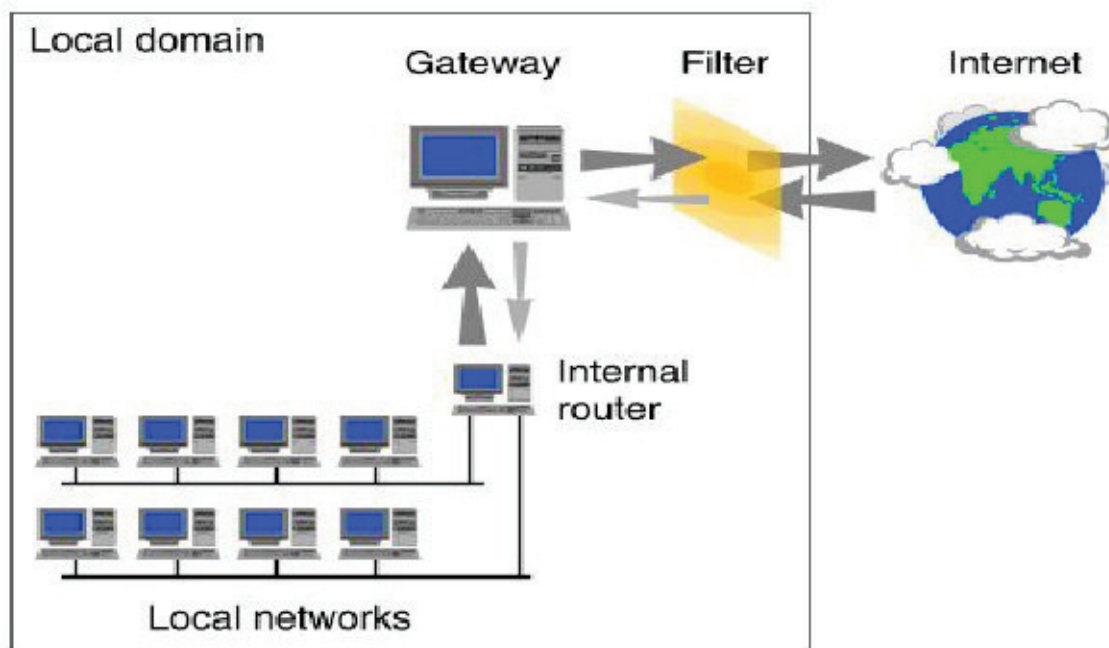 Local domain
Gateway
Filter
Internet
Internal
router
Local networks